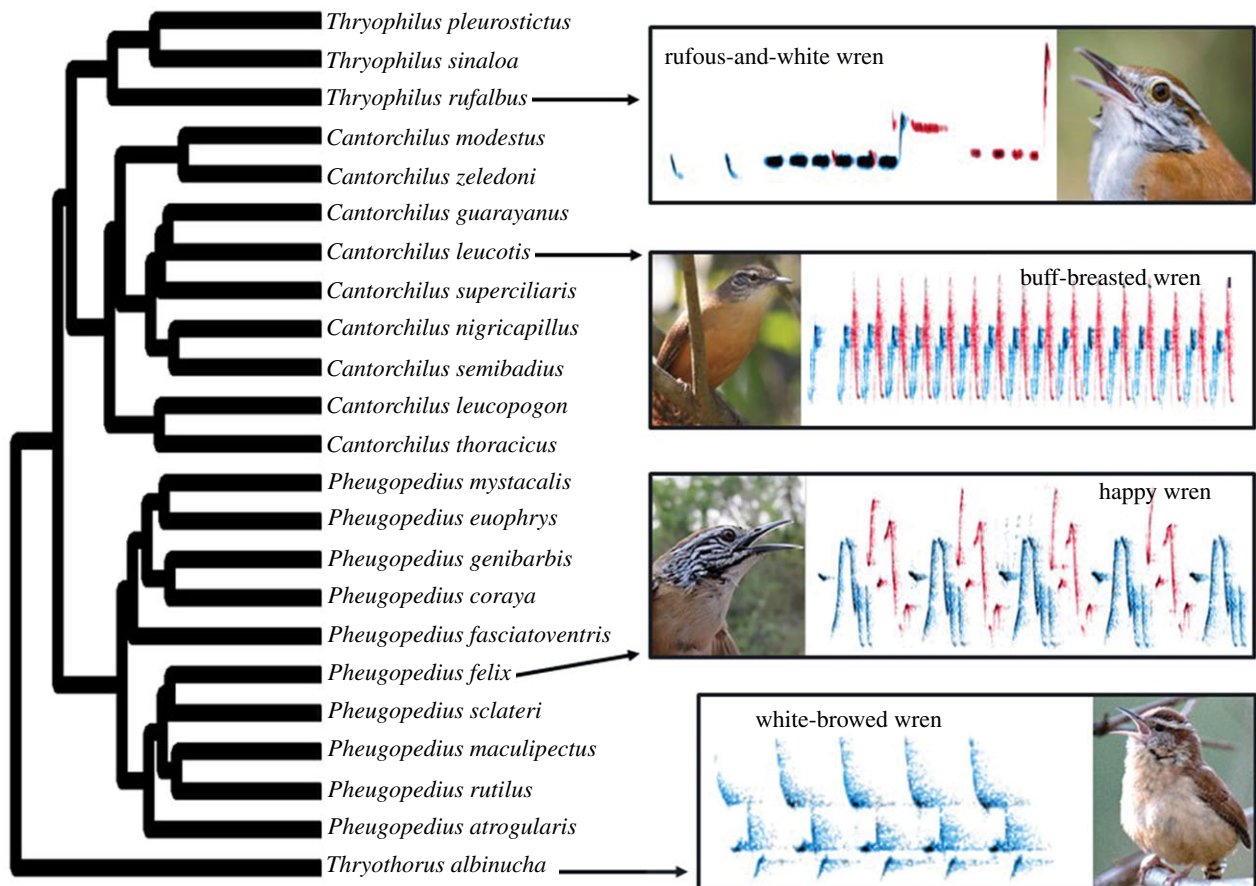 Thryophilus pleurostictus
Thryophilus sinaloa
Thryophilus rufalbus
Cantorchilus modestus
Cantorchilus zeledoni
Cantorchilus guarayanus
Cantorchilus leucotis
Cantorchilus superciliaris
Cantorchilus nigricapillus
Cantorchilus semibadius
Cantorchilus leucopogon
Cantorchilus thoracicus
Pheugopedius mystacalis
Pheugopedius euophrys
Pheugopedius genibarbis
Pheugopedius coraya
Pheugopedius fasciatoventris
Pheugopedius felix
Pheugopedius sclateri
Pheugopedius maculipectus
Pheugopedius rutilus
Pheugopedius atrogularis
Thryothorus albinucha
rufous-and-white wren
buff-breasted wren
happy wren
white-browed wren